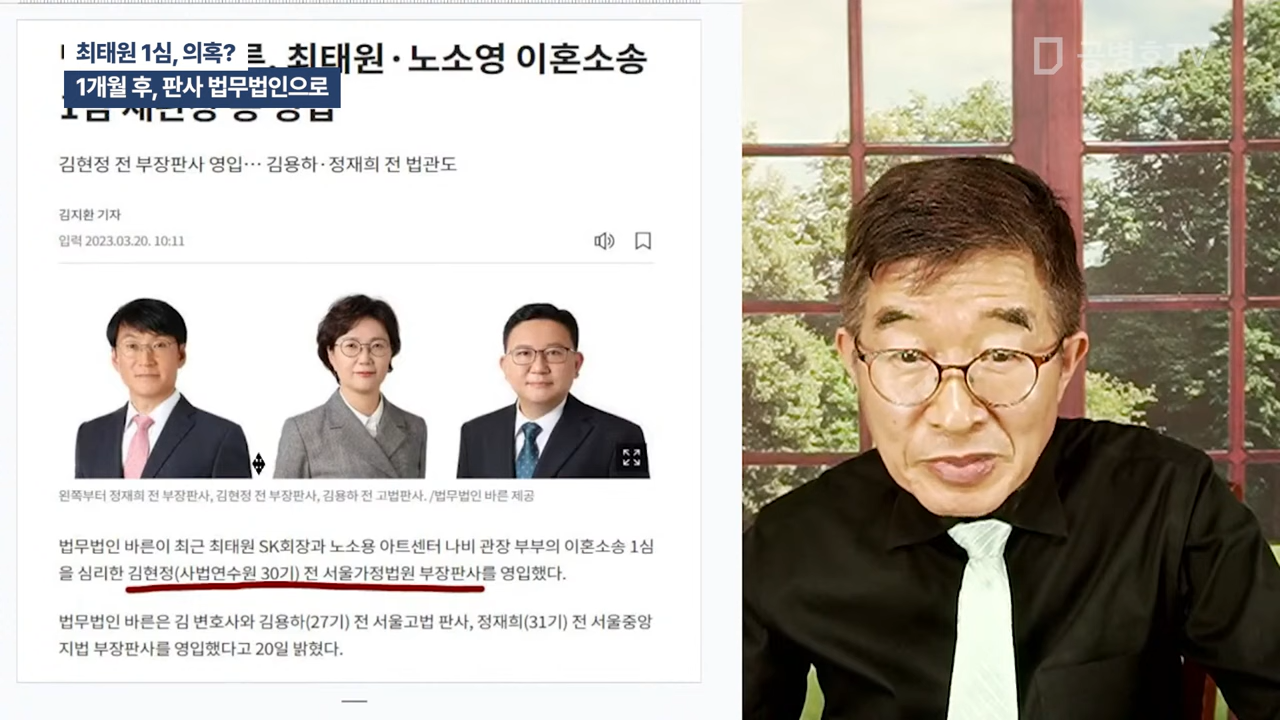 최태원 1심, 의혹?
1개월 후, 판사 법무법인으로
최태원·노소영 이혼소송
김현정 전 부장판사 영입… 김용하·정재희 전 법관도
김지환 기자
입력 2023.03.20. 10:11
왼쪽부터 정재희 전 부장판사, 김현정 전 부장판사, 김용하 전 고법판사. /법무법인 바른 제공
법무법인 바른이 최근 최태원 SK회장과 노소용 아트센터 나비 관장 부부의 이혼소송 1심
을 심리한 김현정(사법연수원 30기) 전 서울가정법원 부장판사를 영입했다.
법무법인 바른은 김 변호사와 김용하(27기) 전 서울고법 판사, 정재희(31기) 전 서울중앙
지법 부장판사를 영입했다고 20일 밝혔다.
공병호TV